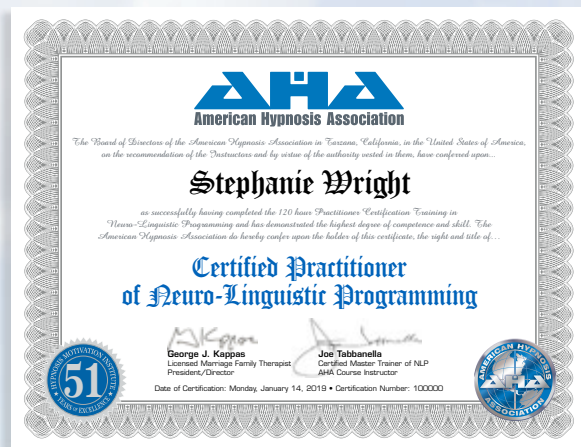 AHA
American Hypnosis Association
The Board of Directors of the American Hypnosis Association in Tarzana, California, in the United States of America,
on the recommendation of the Instructors and by virtue of the authority vested in them, have conferred upon...
Stephanie Wright
as successfully having completed the 120 hour Practitioner Certification Training in
Neuro-Linguistic Programming and has demonstrated the highest degree of competence and skill. The
American Hypnosis Association do hereby confer upon the holder of this certificate, the right and title of...
Certified Practitioner
of Neuro-Linguistic Programming
George J. Kappas
Licensed Marriage Family Therapist
President/Director
Joe Tabbanella
Certified Master Trainer of NLP
AHA Course Instructor
Date of Certification: Monday, January 14, 2019 • Certification Number: 100000
HYPNOSIS MOTIVATION INSTITUTE
51
YEARS OF EXCELLENCE
AMERICAN HYPNOSIS
AHA
ASSOCIATION